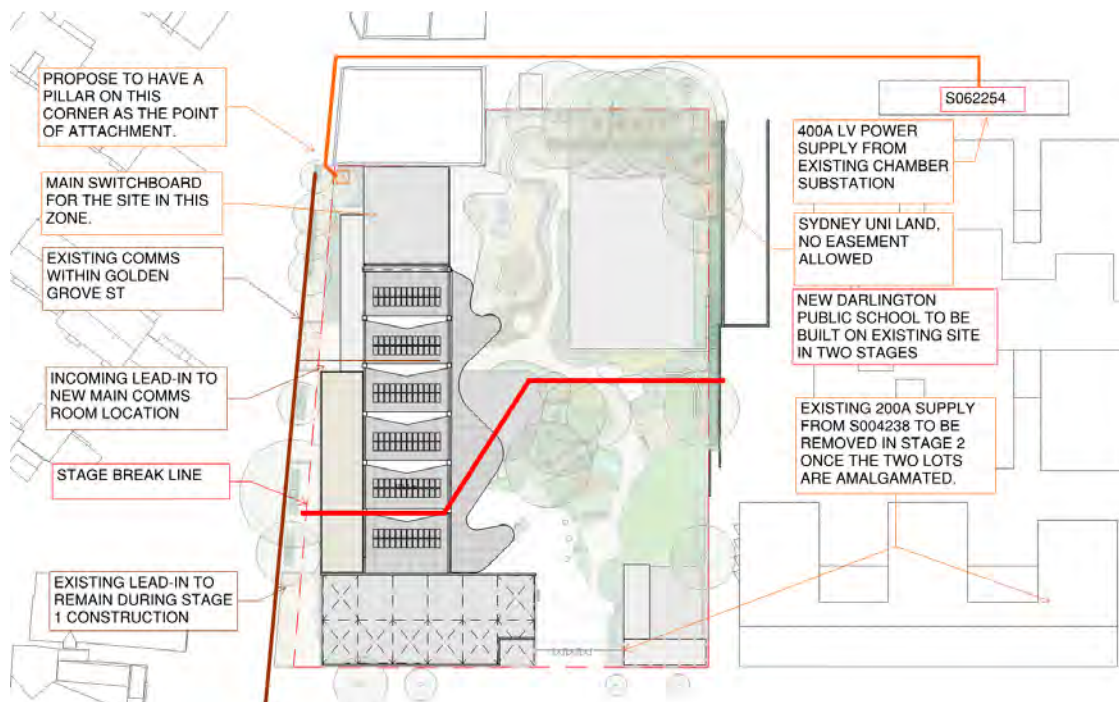 PROPOSE TO HAVE A
PILLAR ON THIS
CORNER AS THE POINT
OF ATTACHMENT.
MAIN SWITCHBOARD
FOR THE SITE IN THIS
ZONE.
EXISTING COMMS
WITHIN GOLDEN
GROVE ST
INCOMING LEAD-IN TO
NEW MAIN COMMS
ROOM LOCATION
STAGE BREAK LINE
EXISTING LEAD-IN TO
REMAIN DURING STAGE
1 CONSTRUCTION
S062254
400A LV POWER
SUPPLY FROM
EXISTING CHAMBER
SUBSTATION
SYDNEY UNI LAND,
NO EASEMENT
ALLOWED
NEW DARLINGTON
PUBLIC SCHOOL TO BE
BUILT ON EXISTING SITE
IN TWO STAGES
EXISTING 200A SUPPLY
FROM S004238 TO BE
REMOVED IN STAGE 2
ONCE THE TWO LOTS
ARE AMALGAMATED.